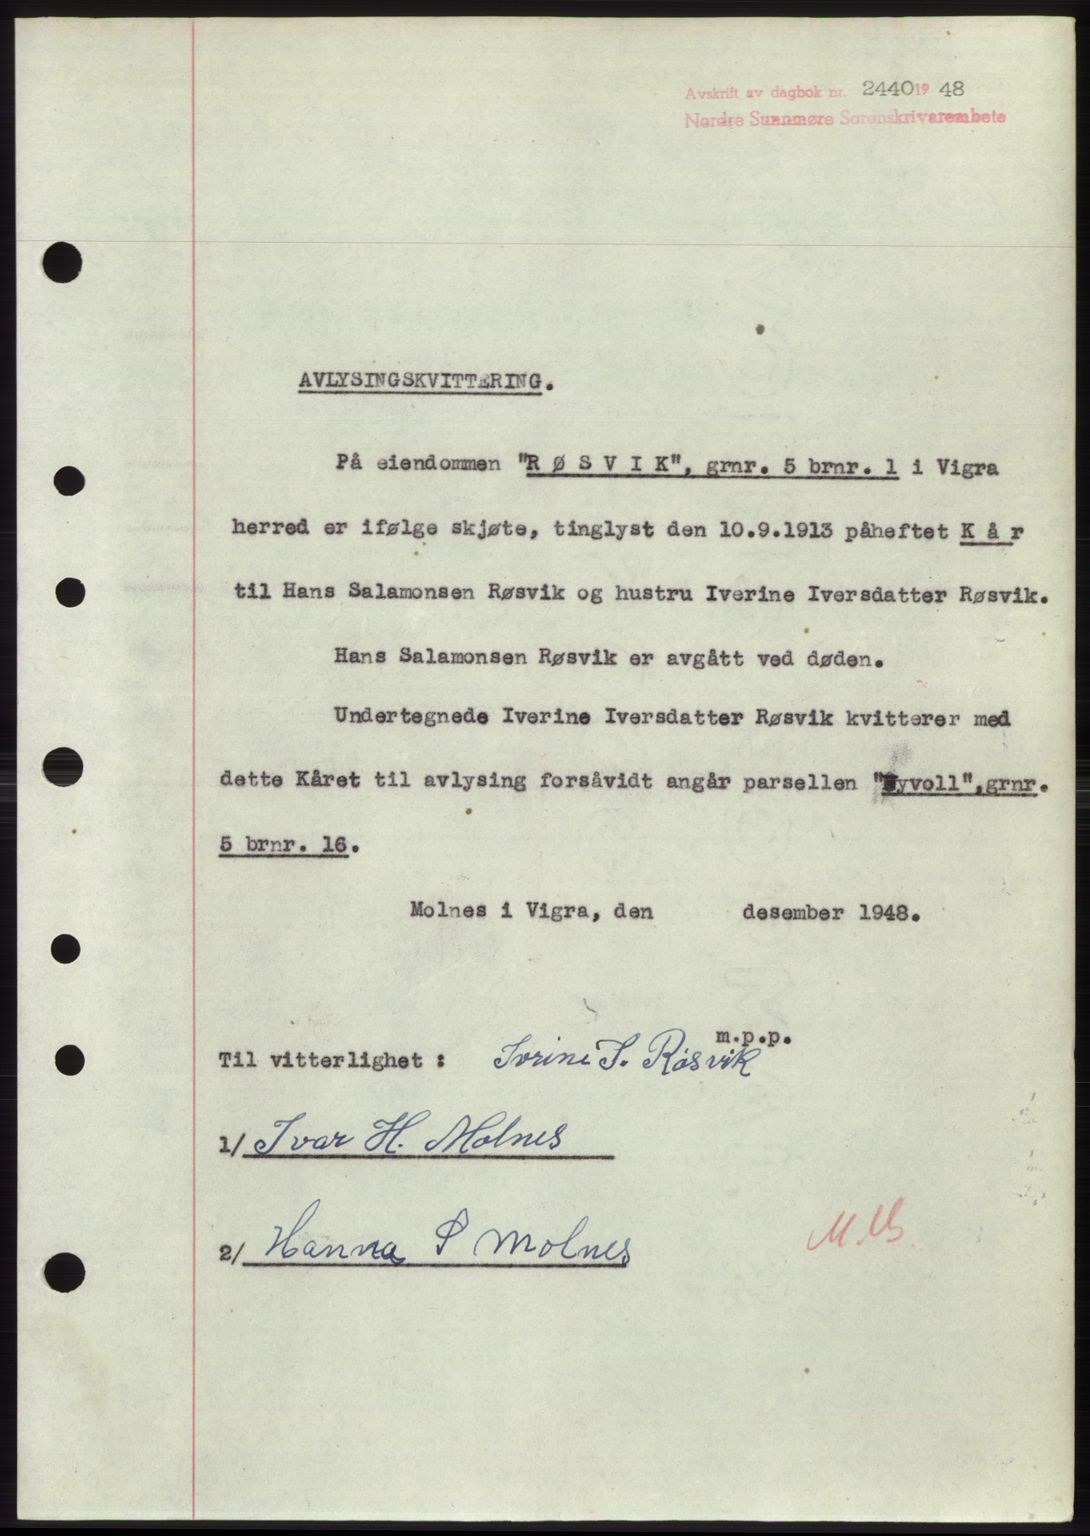 Avskrift av dagbok nr. 2440 19 48
Nordre Sunnmøre Sorenskrivarembete
AVLYSINGSKVITTERING.
På eiendommen "R Ø S V I K", grnr. 5 brnr. 1 i Vigra
herred er ifølge skjøte, tinglyst den 10.9.1913 påheftet K å r
til Hans Salamonsen Røsvik og hustru Iverine Iversdatter Røsvik.
Hans Salamonsen Røsvik er avgått ved døden.
Undertegnede Iverine Iversdatter Røsvik kvitterer med
dette Kåret til avlysing forsåvidt angår parsellen "Nyvoll", grnr.
5 brnr. 16.
Molnes i Vigra, den desember 1948.
m.p.p.
Til vitterlighet : Ivrine I. Røsvik
1/ Ivar H. Molnes
2/ Hanna P Molnes